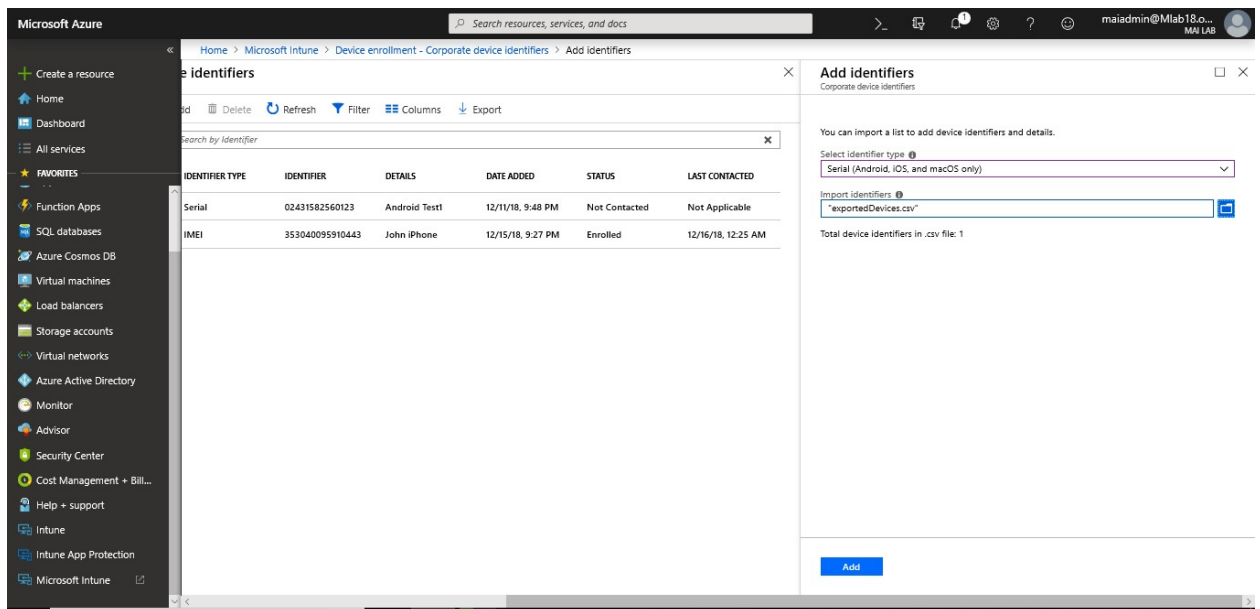 Microsoft Azure
Search resources, services, and docs
maiadmin@Mlab18.o...
MAI LAB
Home > Microsoft Intune > Device enrollment - Corporate device identifiers > Add identifiers
Create a resource
Home
Dashboard
All services
FAVORITES
Function Apps
SQL databases
Azure Cosmos DB
Virtual machines
Load balancers
Storage accounts
Virtual networks
Azure Active Directory
Monitor
Advisor
Security Center
Cost Management + Bill...
Help + support
Intune
Intune App Protection
Microsoft Intune
e identifiers
dd Delete Refresh Filter Columns Export
Search by Identifier
IDENTIFIER TYPE IDENTIFIER DETAILS DATE ADDED STATUS LAST CONTACTED
Serial 02431582560123 Android Test1 12/11/18, 9:48 PM Not Contacted Not Applicable
IMEI 353040095910443 John iPhone 12/15/18, 9:27 PM Enrolled 12/16/18, 12:25 AM
Add identifiers
Corporate device identifiers
You can import a list to add device identifiers and details.
Select identifier type
Serial (Android, iOS, and macOS only)
Import identifiers
"exportedDevices.csv"
Total device identifiers in .csv file: 1
Add